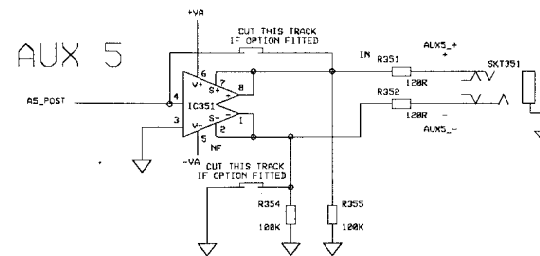 +VA
CUT THIS TRACK
IF OPTION FITTED
AUX 5
IN
R351
AUX5_+
+
SKT351
6
V+
S+
7
8
+
120R
A5_POST
4
IC351
R352
3
V-
S-
-
1
2
5
120R
-
AUX5_-
-VA
NF
CUT THIS TRACK
IF OPTION FITTED
R354
R355
100K
100K